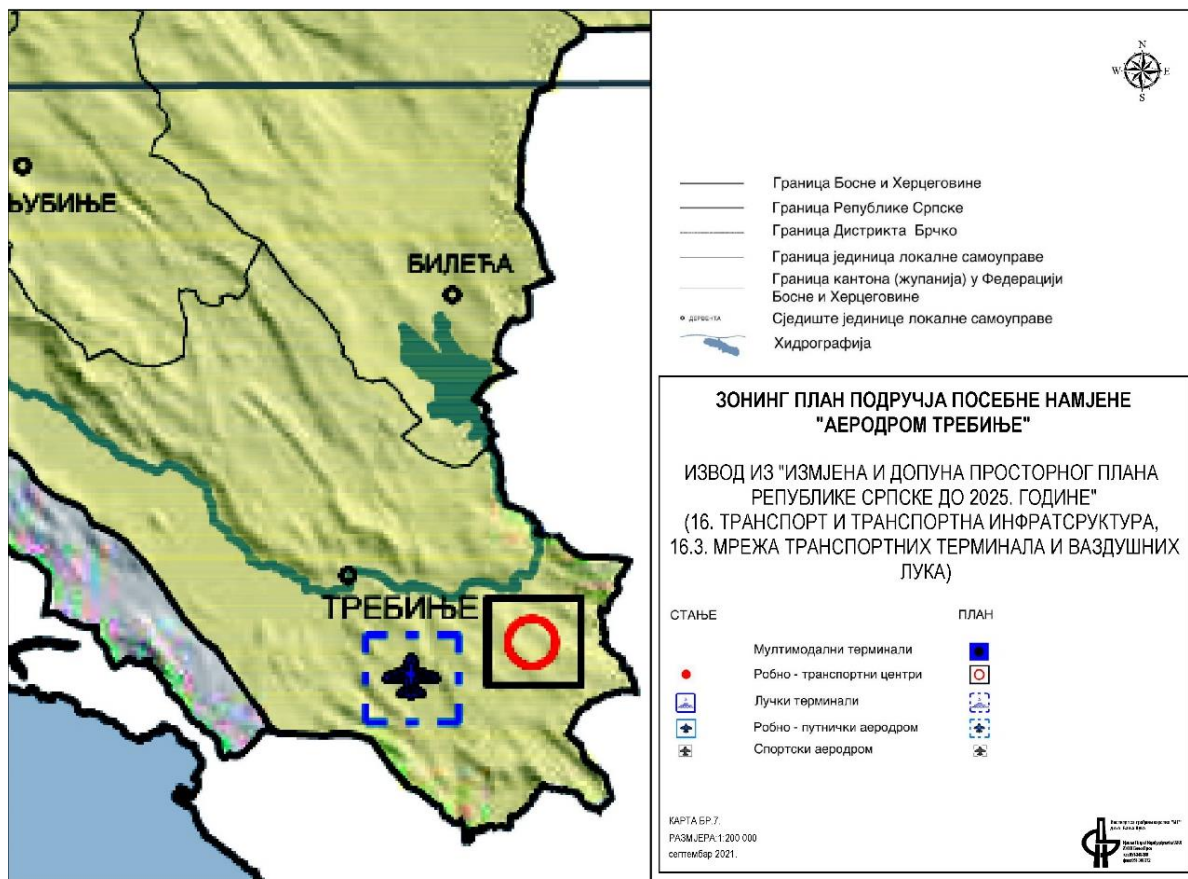 ЉУБИЊЕ
БИЛЕЋА
ТРЕБИЊЕ
N
W E
S
Граница Босне и Херцеговине
Граница Републике Српске
Граница Дистрикта Брчко
Граница јединица локалне самоуправе
Граница кантона (жупанија) у Федерацији
Босне и Херцеговине
ДЕРВЕНТА Сједиште јединице локалне самоуправе
Хидрографија
ЗОНИНГ ПЛАН ПОДРУЧЈА ПОСЕБНЕ НАМЈЕНЕ
"АЕРОДРОМ ТРЕБИЊЕ"
ИЗВОД ИЗ "ИЗМЈЕНА И ДОПУНА ПРОСТОРНОГ ПЛАНА
РЕПУБЛИКЕ СРПСКЕ ДО 2025. ГОДИНЕ"
(16. ТРАНСПОРТ И ТРАНСПОРТНА ИНФРАТСРУКТУРА,
16.3. МРЕЖА ТРАНСПОРТНИХ ТЕРМИНАЛА И ВАЗДУШНИХ
ЛУКА)
СТАЊЕ ПЛАН
Мултимодални терминали
Робно - транспортни центри
Лучки терминали
Робно - путнички аеродром
Спортски аеродром
КАРТА БР.7.
РАЗМЈЕРА:1:200 000
септембар 2021.